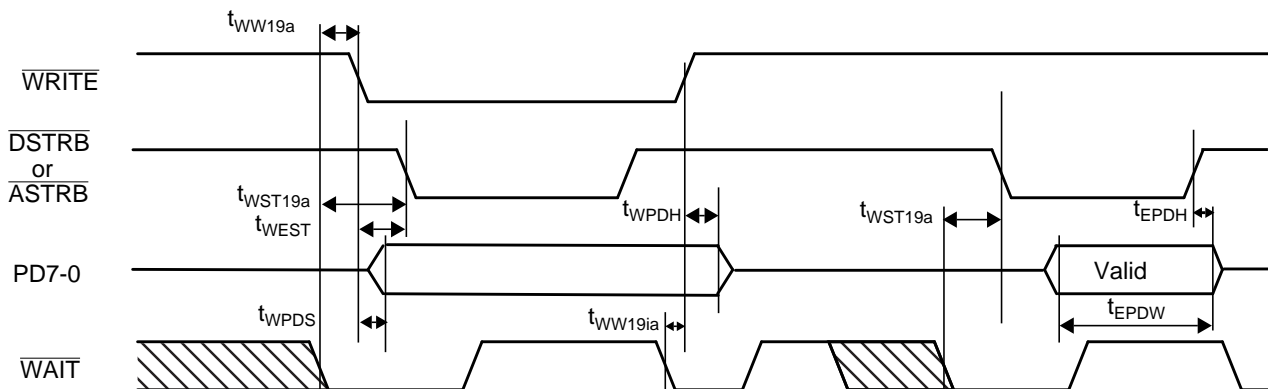 tWW19a
WRITE
DSTRB
or
ASTRB
tWST19a
tWPDH
tWST19a
tEPDH
tWEST
PD7-0
Valid
tWPDS
tWW19ia
tEPDW
WAIT